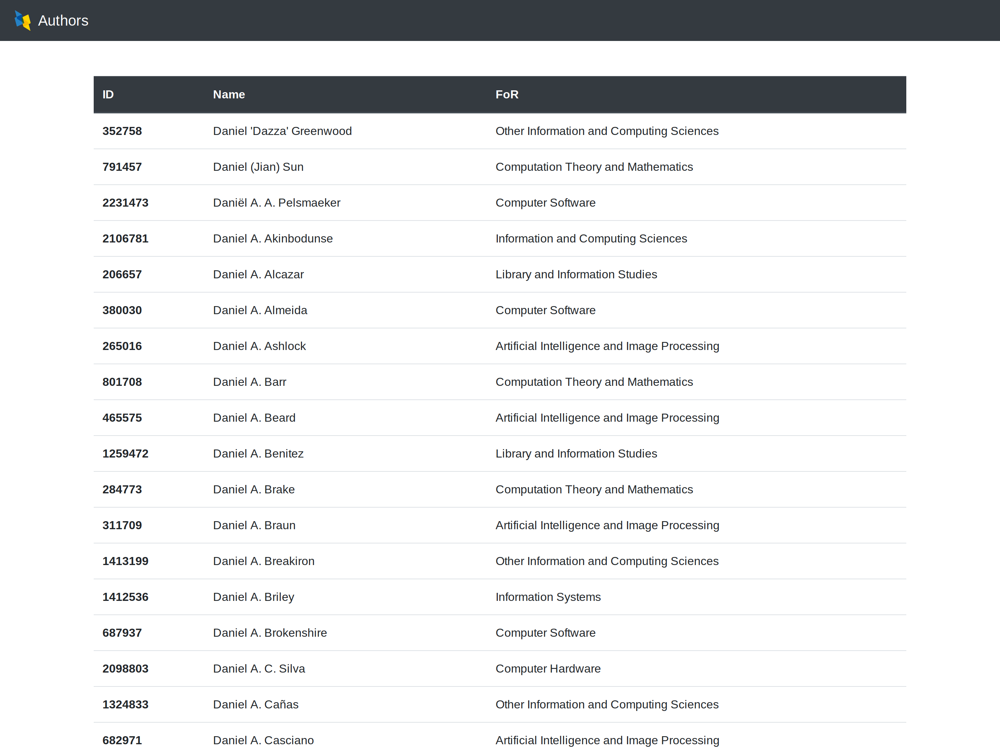 Authors
ID Name FoR
352758 Daniel 'Dazza' Greenwood Other Information and Computing Sciences
791457 Daniel (Jian) Sun Computation Theory and Mathematics
2231473 Daniël A. A. Pelsmaeker Computer Software
2106781 Daniel A. Akinbodunse Information and Computing Sciences
206657 Daniel A. Alcazar Library and Information Studies
380030 Daniel A. Almeida Computer Software
265016 Daniel A. Ashlock Artificial Intelligence and Image Processing
801708 Daniel A. Barr Computation Theory and Mathematics
465575 Daniel A. Beard Artificial Intelligence and Image Processing
1259472 Daniel A. Benitez Library and Information Studies
284773 Daniel A. Brake Computation Theory and Mathematics
311709 Daniel A. Braun Artificial Intelligence and Image Processing
1413199 Daniel A. Breakiron Other Information and Computing Sciences
1412536 Daniel A. Briley Information Systems
687937 Daniel A. Brokenshire Computer Software
2098803 Daniel A. C. Silva Computer Hardware
1324833 Daniel A. Cañas Other Information and Computing Sciences
682971 Daniel A. Casciano Artificial Intelligence and Image Processing